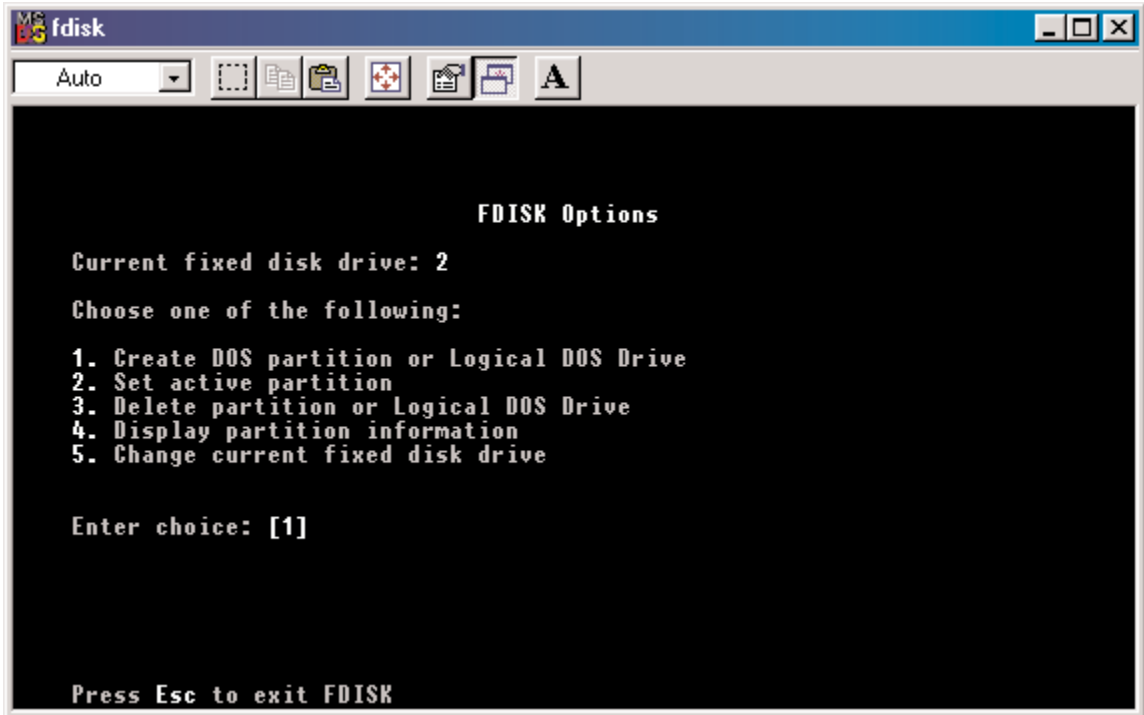 MS DOS fdisk
Auto
A
FDISK Options
Current fixed disk drive: 2
Choose one of the following:
1. Create DOS partition or Logical DOS Drive
2. Set active partition
3. Delete partition or Logical DOS Drive
4. Display partition information
5. Change current fixed disk drive
Enter choice: [1]
Press Esc to exit FDISK